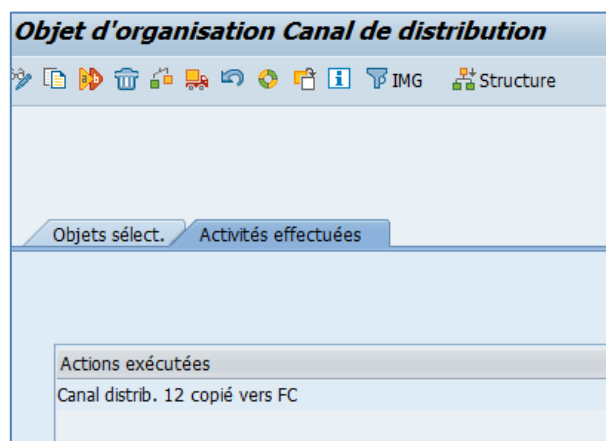 Objet d'organisation Canal de distribution
IMG Structure
Objets sélect. Activités effectuées
Actions exécutées
Canal distrib. 12 copié vers FC